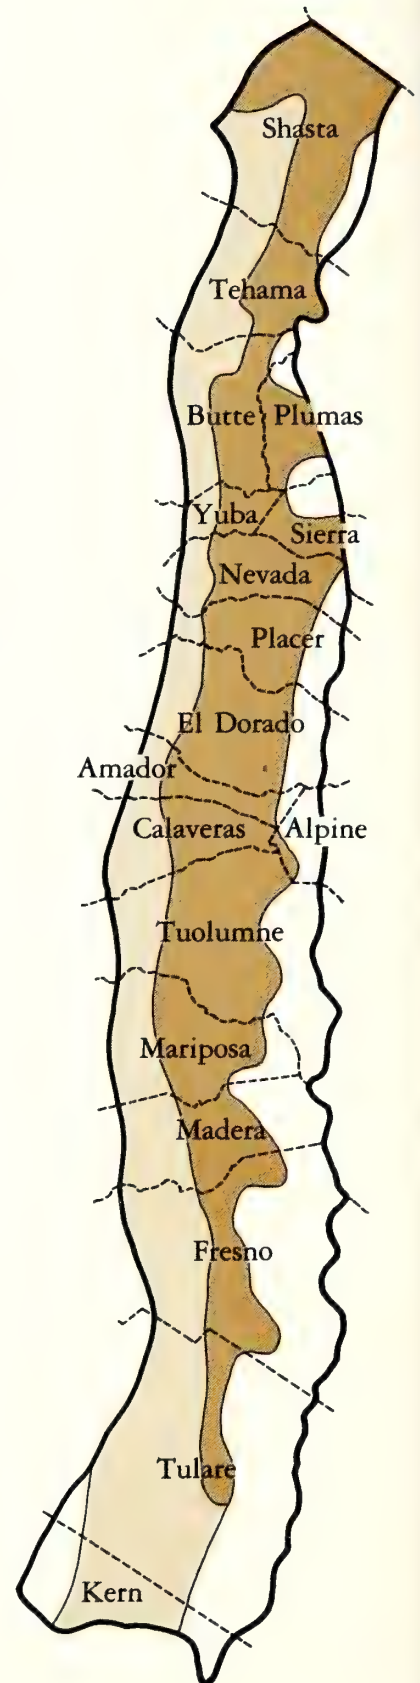 Shasta
Tehama
Butte Plumas
Yuba
Sierra
Nevada
Placer
El Dorado
Amador
Calaveras Alpine
Tuolumne
Mariposa
Madera
Fresno
Tulare
Kern